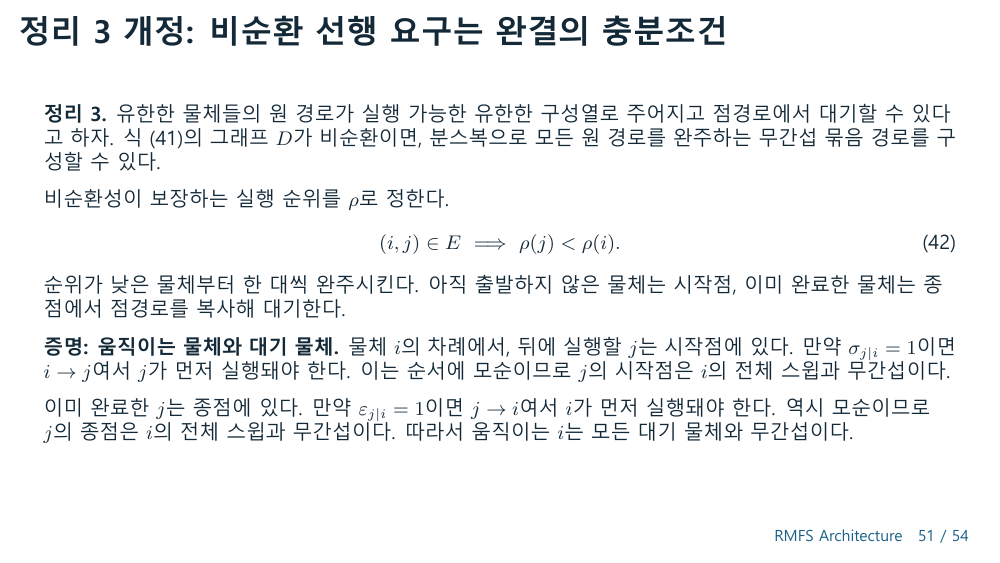 정리 3 개정: 비순환 선행 요구는 완결의 충분조건
정리 3. 유한한 물체들의 원 경로가 실행 가능한 유한한 구성열로 주어지고 점경로에서 대기할 수 있다
고 하자. 식 (41)의 그래프 D가 비순환이면, 분스복으로 모든 원 경로를 완주하는 무간섭 묶음 경로를 구
성할 수 있다.
비순환성이 보장하는 실행 순위를 ρ로 정한다.
(i, j) ∈ E ⟹ ρ(j) < ρ(i). (42)
순위가 낮은 물체부터 한 대씩 완주시킨다. 아직 출발하지 않은 물체는 시작점, 이미 완료한 물체는 종
점에서 점경로를 복사해 대기한다.
증명: 움직이는 물체와 대기 물체. 물체 i의 차례에서, 뒤에 실행할 j는 시작점에 있다. 만약 σ_{j|i} = 1이면
i → j여서 j가 먼저 실행돼야 한다. 이는 순서에 모순이므로 j의 시작점은 i의 전체 스윕과 무간섭이다.
이미 완료한 j는 종점에 있다. 만약 ε_{j|i} = 1이면 j → i여서 i가 먼저 실행돼야 한다. 역시 모순이므로
j의 종점은 i의 전체 스윕과 무간섭이다. 따라서 움직이는 i는 모든 대기 물체와 무간섭이다.
RMFS Architecture 51 / 54